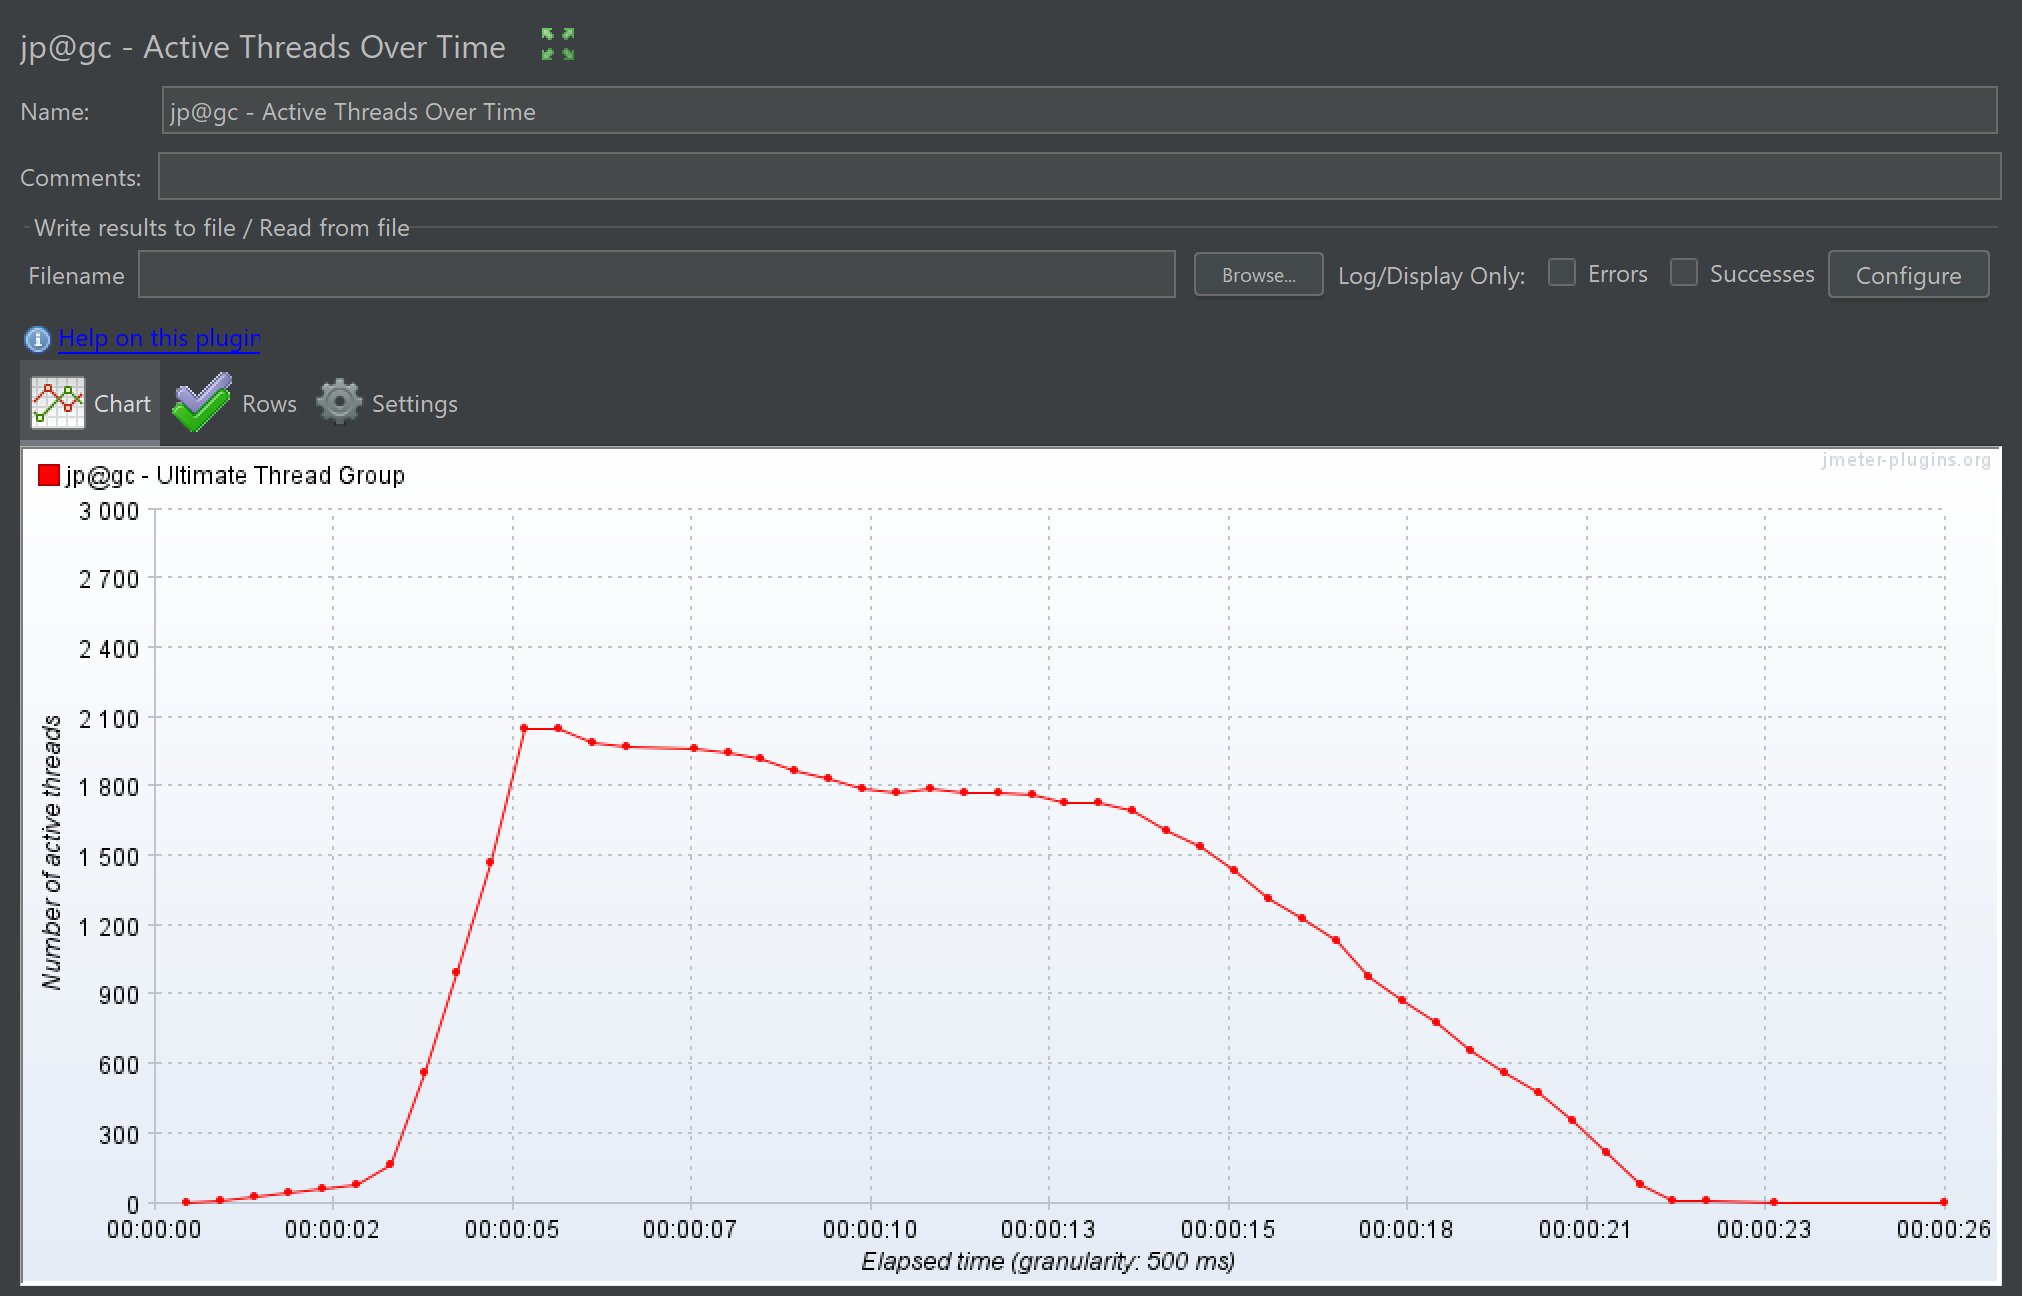 jp@gc - Active Threads Over Time
Name: jp@gc - Active Threads Over Time
Comments:
Write results to file / Read from file
Filename Browse... Log/Display Only: Errors Successes Configure
Help on this plugin
Chart Rows Settings
jp@gc - Ultimate Thread Group
jmeter-plugins.org
3 000
2 700
2 400
2 100
1 800
1 500
1 200
900
600
300
0
Number of active threads
00:00:00 00:00:02 00:00:05 00:00:07 00:00:10 00:00:13 00:00:15 00:00:18 00:00:21 00:00:23 00:00:26
Elapsed time (granularity: 500 ms)